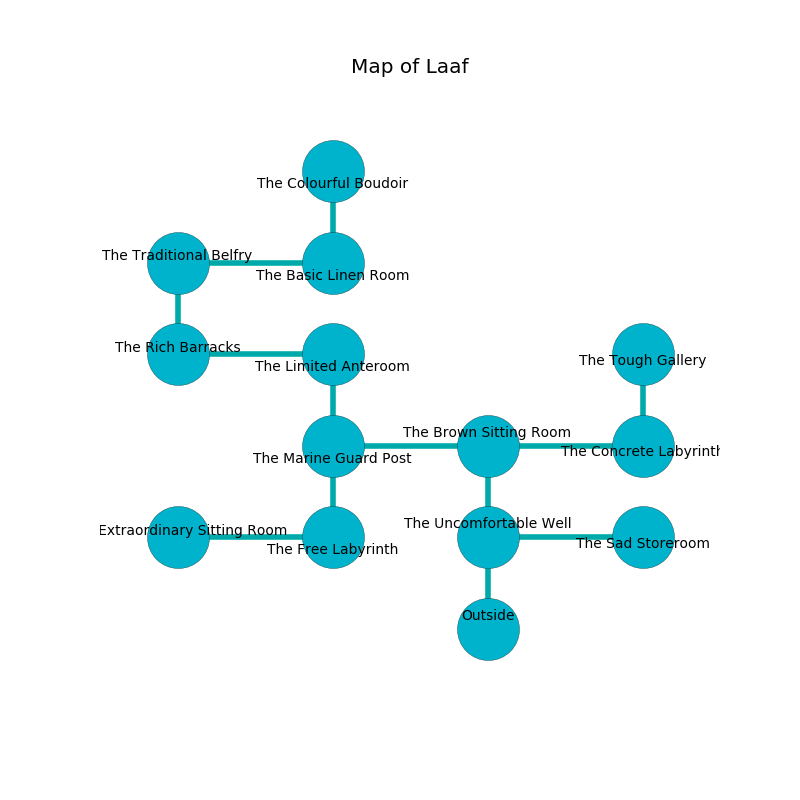 Map of Laaf
The Colourful Boudoir
The Traditional Belfry
The Basic Linen Room
The Rich Barracks
The Limited Anteroom
The Tough Gallery
The Brown Sitting Room
The Concrete Labyrinth
The Marine Guard Post
The Uncomfortable Well
Extraordinary Sitting Room
The Sad Storeroom
The Free Labyrinth
Outside